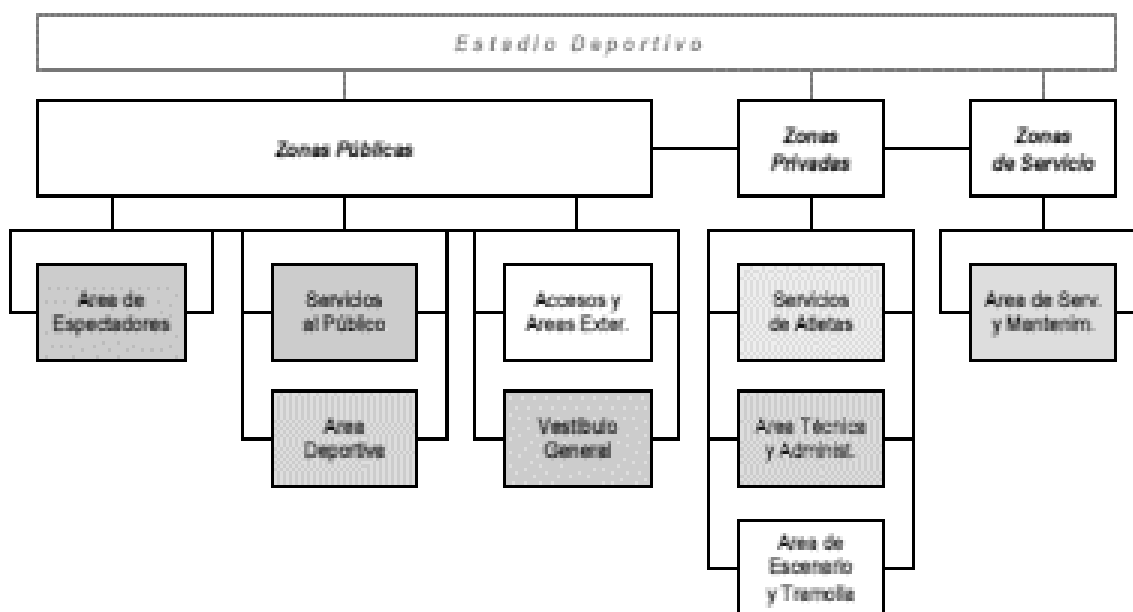 Estadio Deportivo
Zonas Públicas
Zonas
Privadas
Zonas
de Servicio
Area de
Espectadores
Servicios
al Público
Accesos y
Areas Exter.
Servicios
de Atletas
Area de Serv.
y Mantenim.
Area
Deportiva
Vestíbulo
General
Area Técnica
y Administ.
Area de
Escenario
y Tramolla